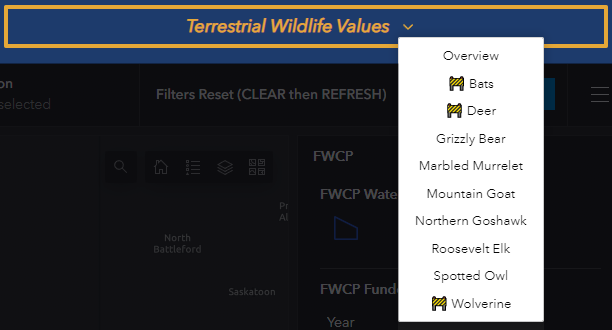 Terrestrial Wildlife Values
Overview
Bats
Deer
Grizzly Bear
Marbled Murrelet
Mountain Goat
Northern Goshawk
Roosevelt Elk
Spotted Owl
Wolverine
on
selected
Filters Reset (CLEAR then REFRESH)
North
Battleford
Saskatoon
Pr
Al
FWCP
FWCP Wate
FWCP Funde
Year